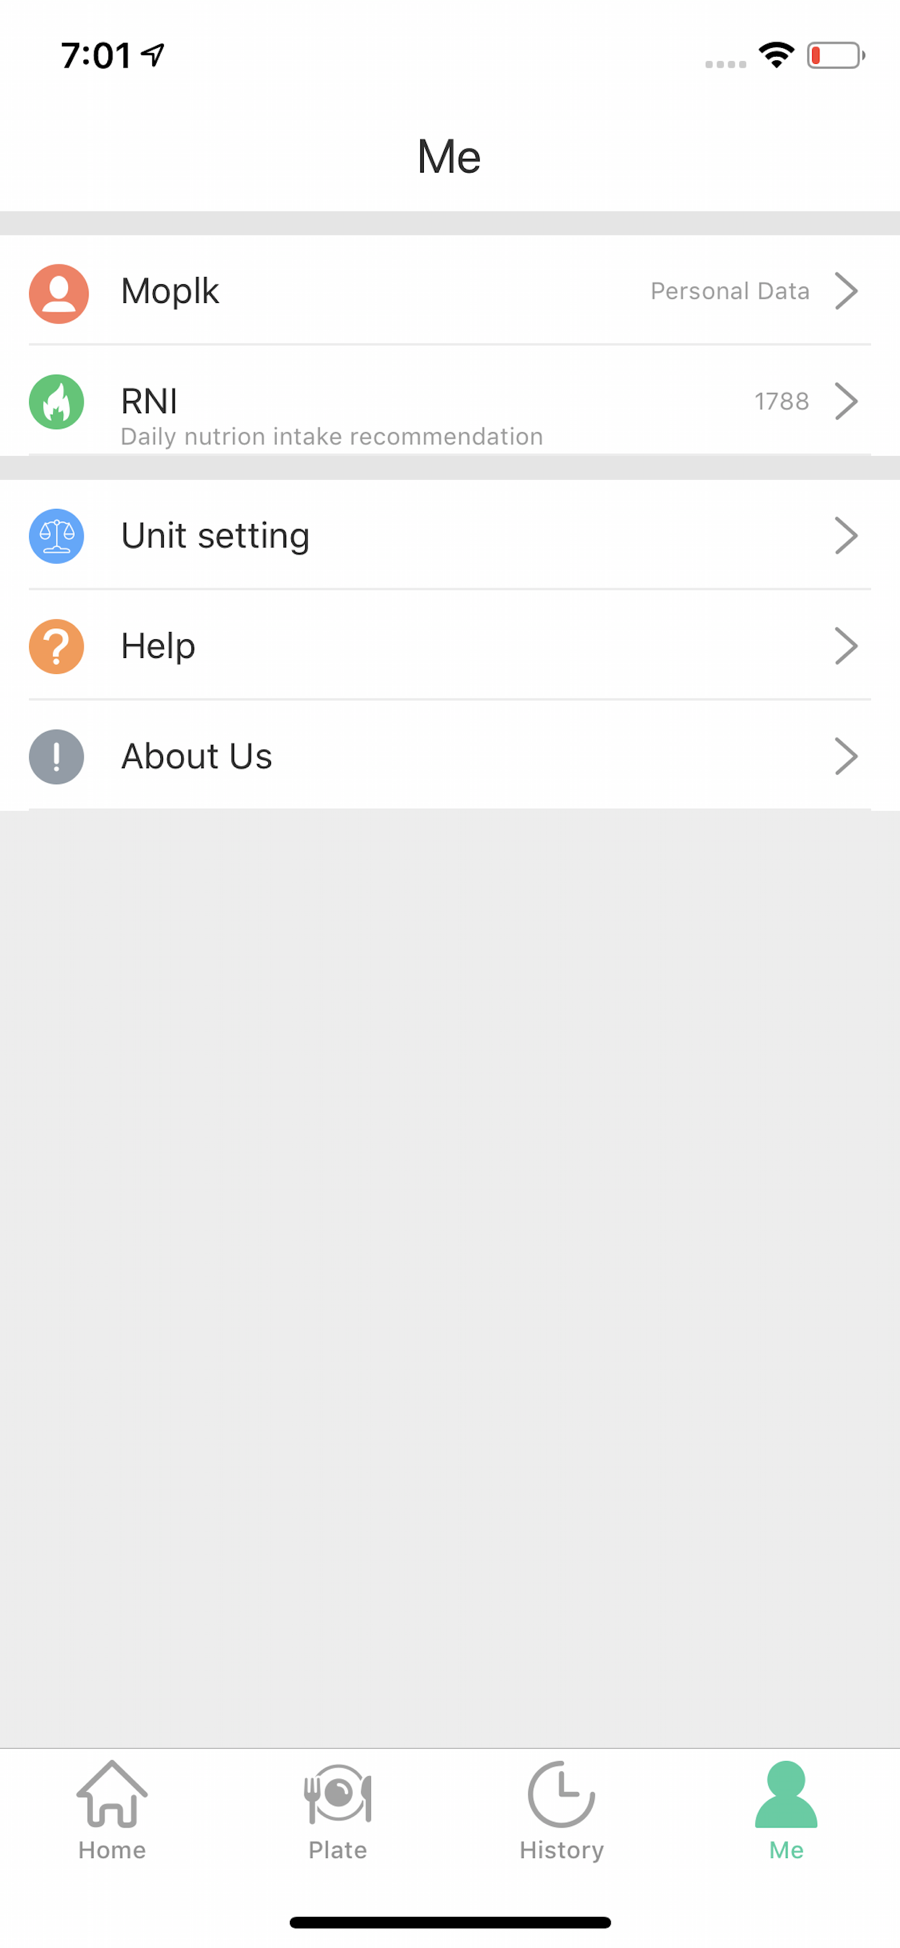 7:01
Me
Moplk
Personal Data
RNI
1788
Daily nutrion intake recommendation
Unit setting
Help
About Us
Home
Plate
History
Me